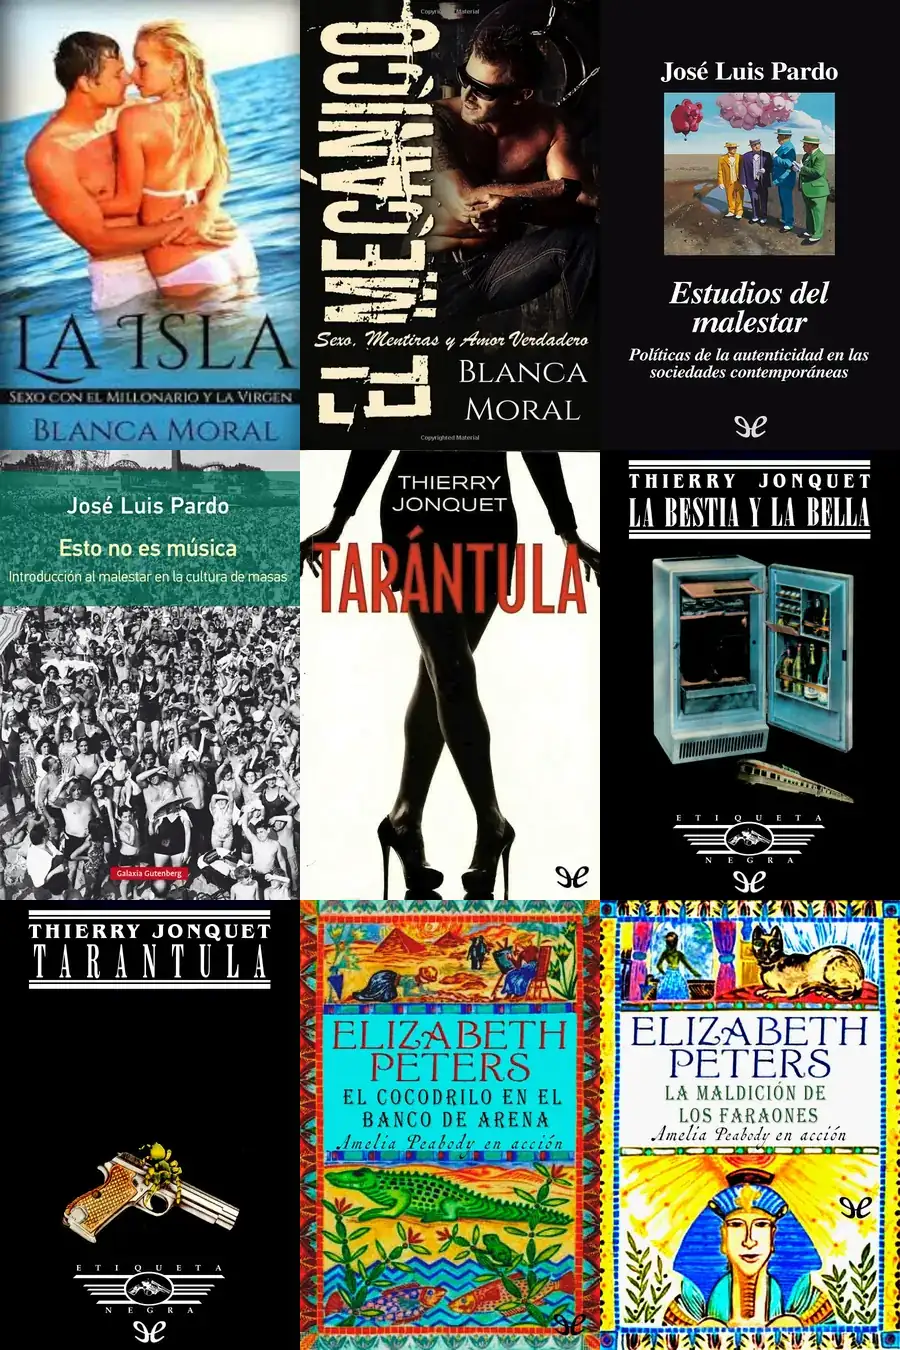 LA ISLA
SEXO CON EL MILLONARIO Y LA VIRGEN
BLANCA MORAL
Copyrighted Material
EL MECÁNICO
Sexo, Mentiras y Amor Verdadero
BLANCA
MORAL
Copyrighted Material
José Luis Pardo
Estudios del
malestar
Políticas de la autenticidad en las
sociedades contemporáneas
José Luis Pardo
Esto no es música
Introducción al malestar en la cultura de masas
Galaxia Gutenberg
THIERRY
JONQUET
TARÁNTULA
THIERRY JONQUET
LA BESTIA Y LA BELLA
ETIQUETA
NEGRA
THIERRY JONQUET
TARANTULA
ETIQUETA
NEGRA
ELIZABETH
PETERS
EL COCODRILO EN EL
BANCO DE ARENA
Amelia Peabody en acción
ELIZABETH
PETERS
LA MALDICIÓN DE
LOS FARAONES
Amelia Peabody en acción